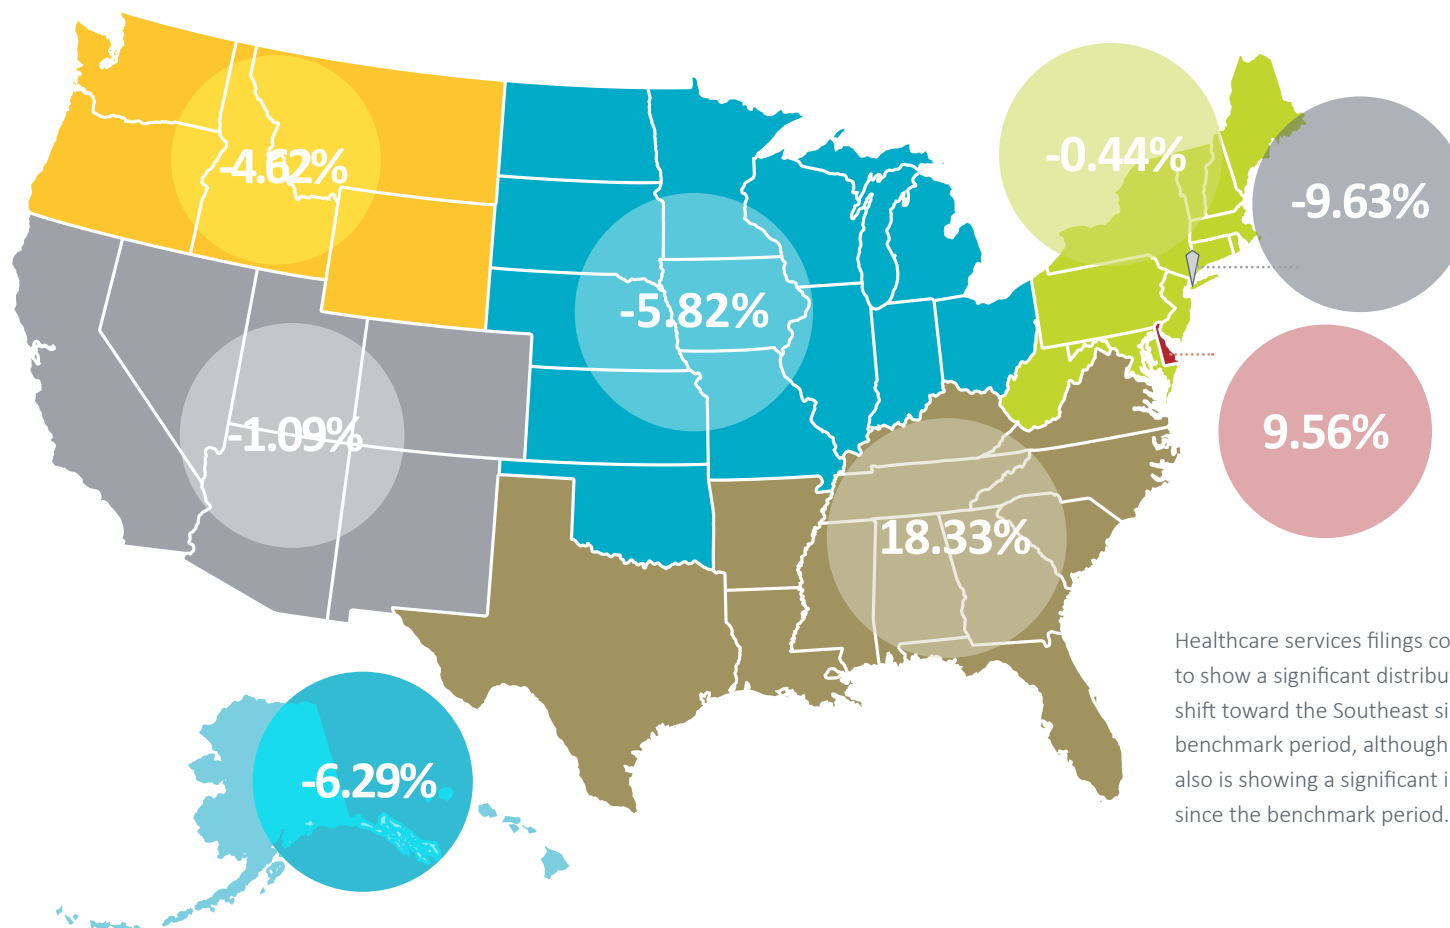 -0.44%
-4.62%
-9.63%
-5.82%
-1.09%
9.56%
18.33%
Healthcare services filings co
to show a significant distribu
shift toward the Southeast si
benchmark period, although
also is showing a significant i
since the benchmark period.
-6.29%